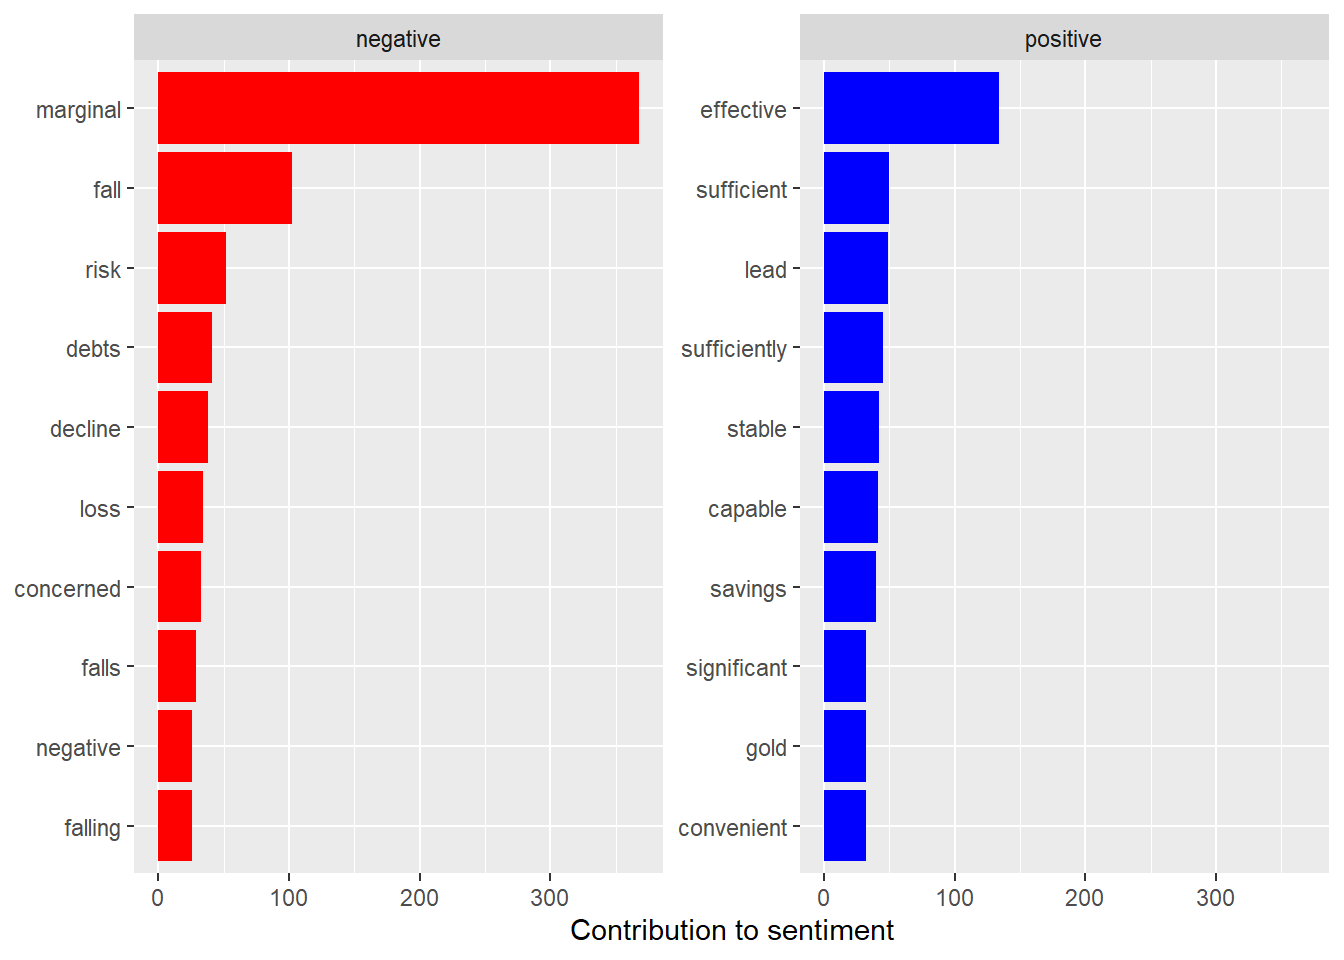 negative
marginal
fall
risk
debts
decline
loss
concerned
falls
negative
falling
0 100 200 300
positive
effective
sufficient
lead
sufficiently
stable
capable
savings
significant
gold
convenient
0 100 200 300
Contribution to sentiment